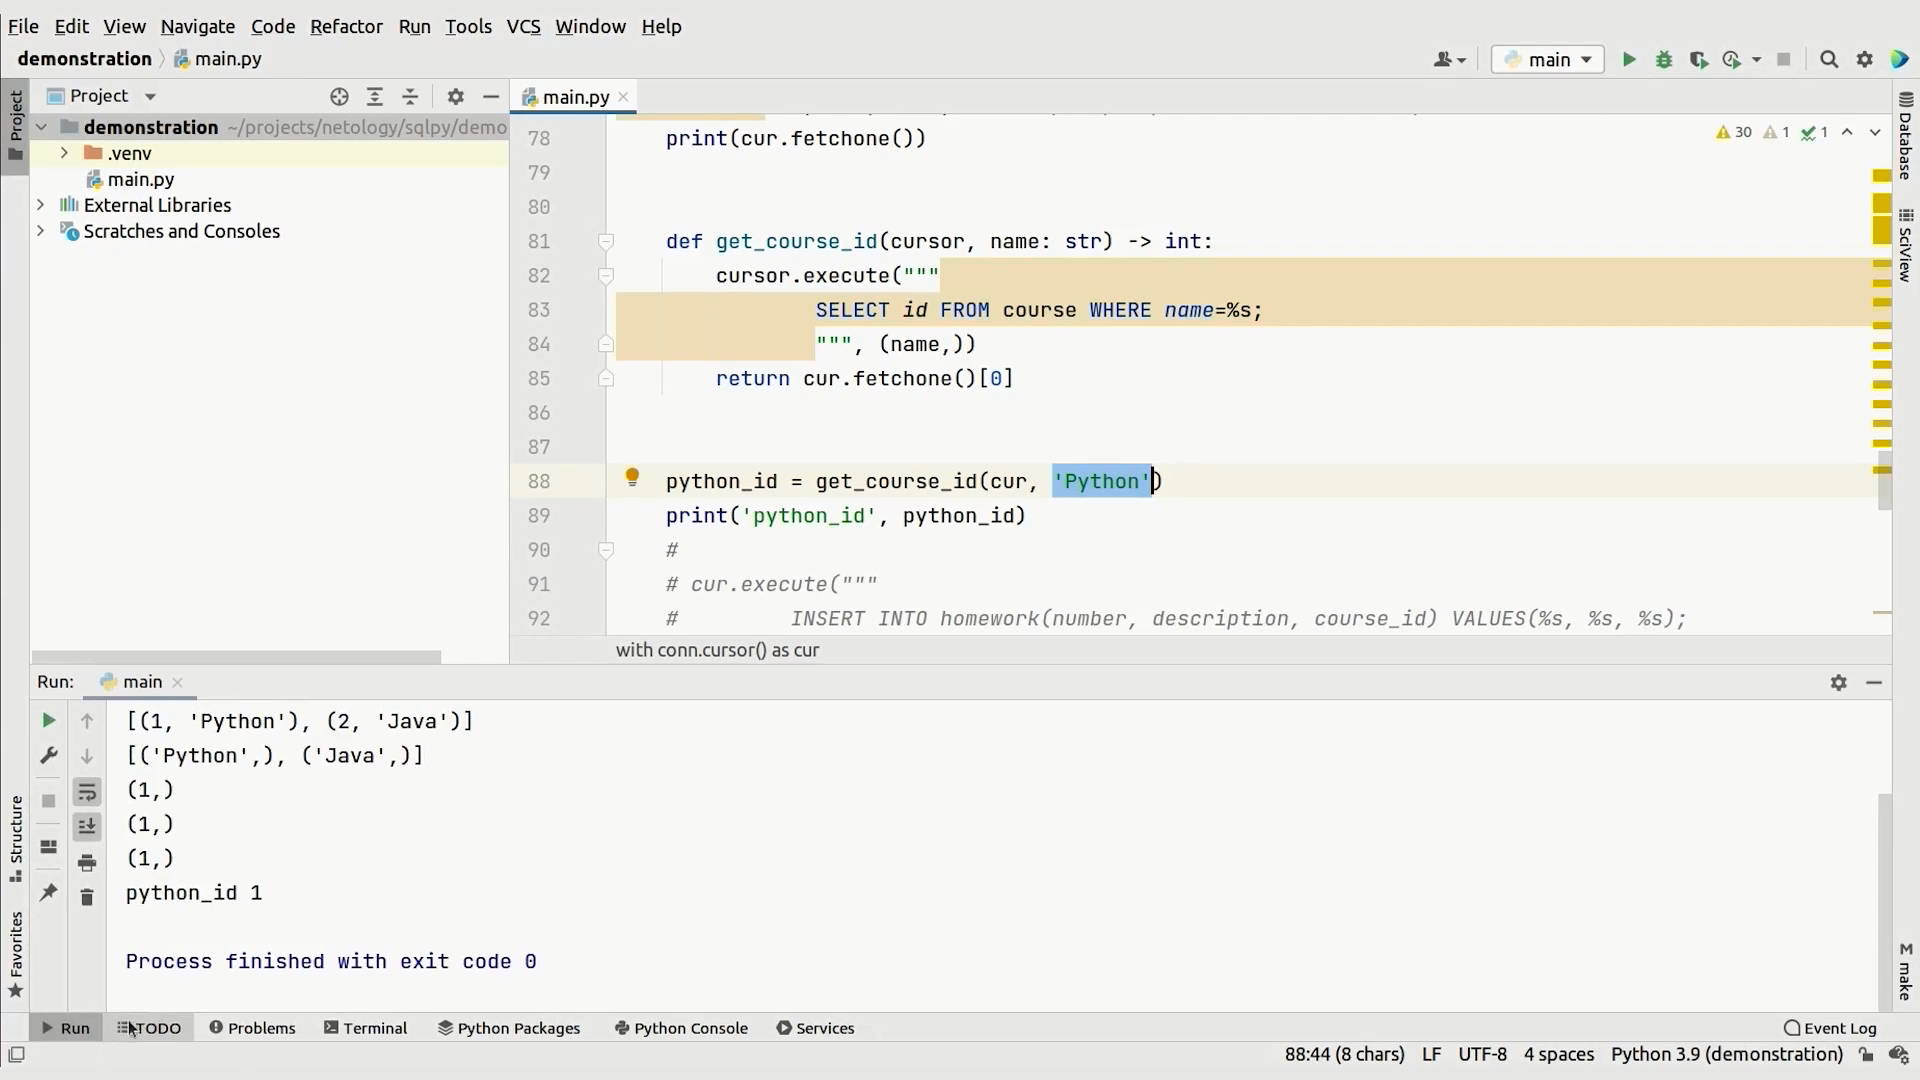 File Edit View Navigate Code Refactor Run Tools VCS Window Help
demonstration main.py main
Project
main.py
Project
demonstration ~/projects/netology/sqlpy/demo
.venv
main.py
External Libraries
Scratches and Consoles
30 1 1
78 print(cur.fetchone())
79
80
81 def get_course_id(cursor, name: str) -> int:
82 cursor.execute("""
83 SELECT id FROM course WHERE name=%s;
84 """, (name,))
85 return cur.fetchone()[0]
86
87
88 python_id = get_course_id(cur, 'Python')
89 print('python_id', python_id)
90 #
91 # cur.execute("""
92 # INSERT INTO homework(number, description, course_id) VALUES(%s, %s, %s);
with conn.cursor() as cur
Database
SciView
Run: main
[(1, 'Python'), (2, 'Java')]
[('Python',), ('Java',)]
(1,)
(1,)
(1,)
python_id 1
Process finished with exit code 0
Structure
Favorites
M make
Run TODO Problems Terminal Python Packages Python Console Services Event Log
88:44 (8 chars) LF UTF-8 4 spaces Python 3.9 (demonstration)